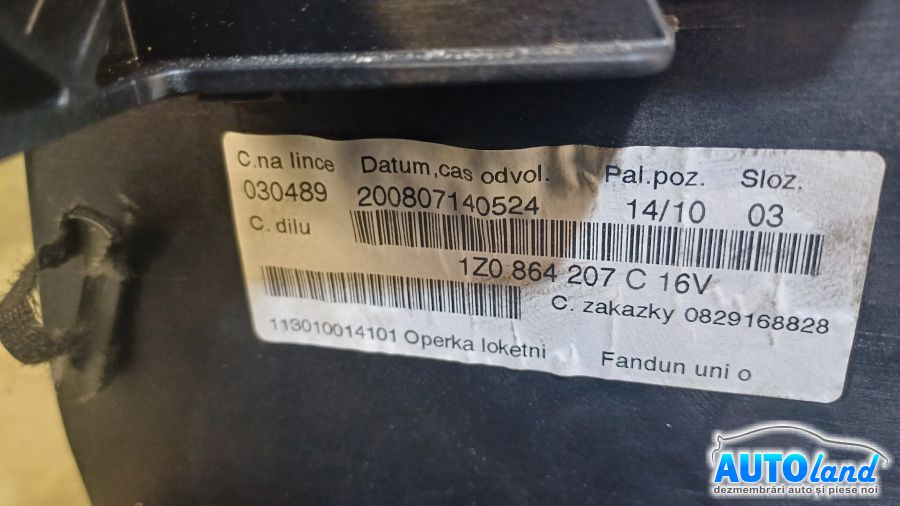 C.na lince Datum,cas odvol. Pal.poz. Sloz.
030489 200807140524 14/10 03
C. dilu
1Z0 864 207 C 16V
C. zakazky 0829168828
113010014101 Operka loketni Fandun uni o
AUTOland
dezmembrări auto și piese noi